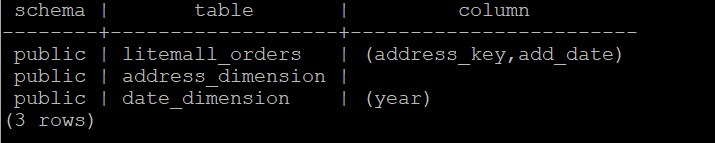 schema | table | column
--------+-------------------+------------------------
public | litemall_orders | (address_key,add_date)
public | address_dimension |
public | date_dimension | (year)
(3 rows)